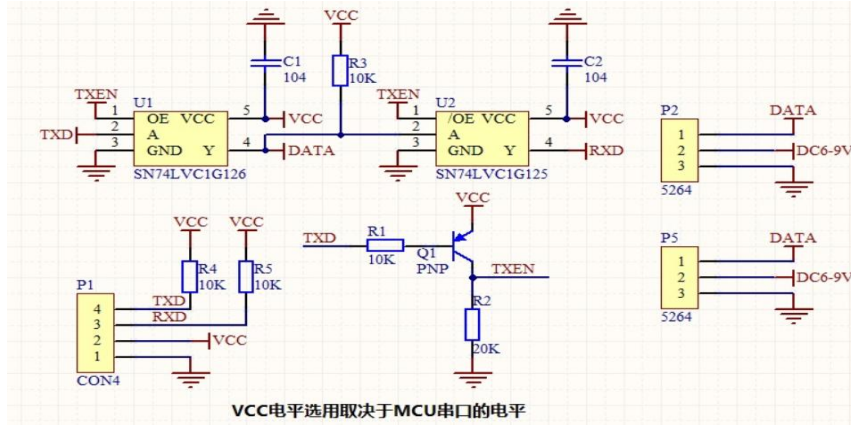 VCC
C1
104
R3
10K
C2
104
TXEN
U1
1 OE VCC 5 VCC
TXD 2 A
3 GND Y 4 DATA
SN74LVC1G126
TXEN
U2
1 /OE VCC 5 VCC
2 A
3 GND Y 4 RXD
SN74LVC1G125
P2
DATA
1
2 DC6-9V
3
5264
VCC
VCC
R4
10K
R5
10K
P1
4 TXD
3 RXD
2 VCC
1
CON4
VCC
TXD
R1
10K
Q1
PNP
TXEN
R2
20K
P5
DATA
1
2 DC6-9V
3
5264
VCC电平选用取决于MCU串口的电平